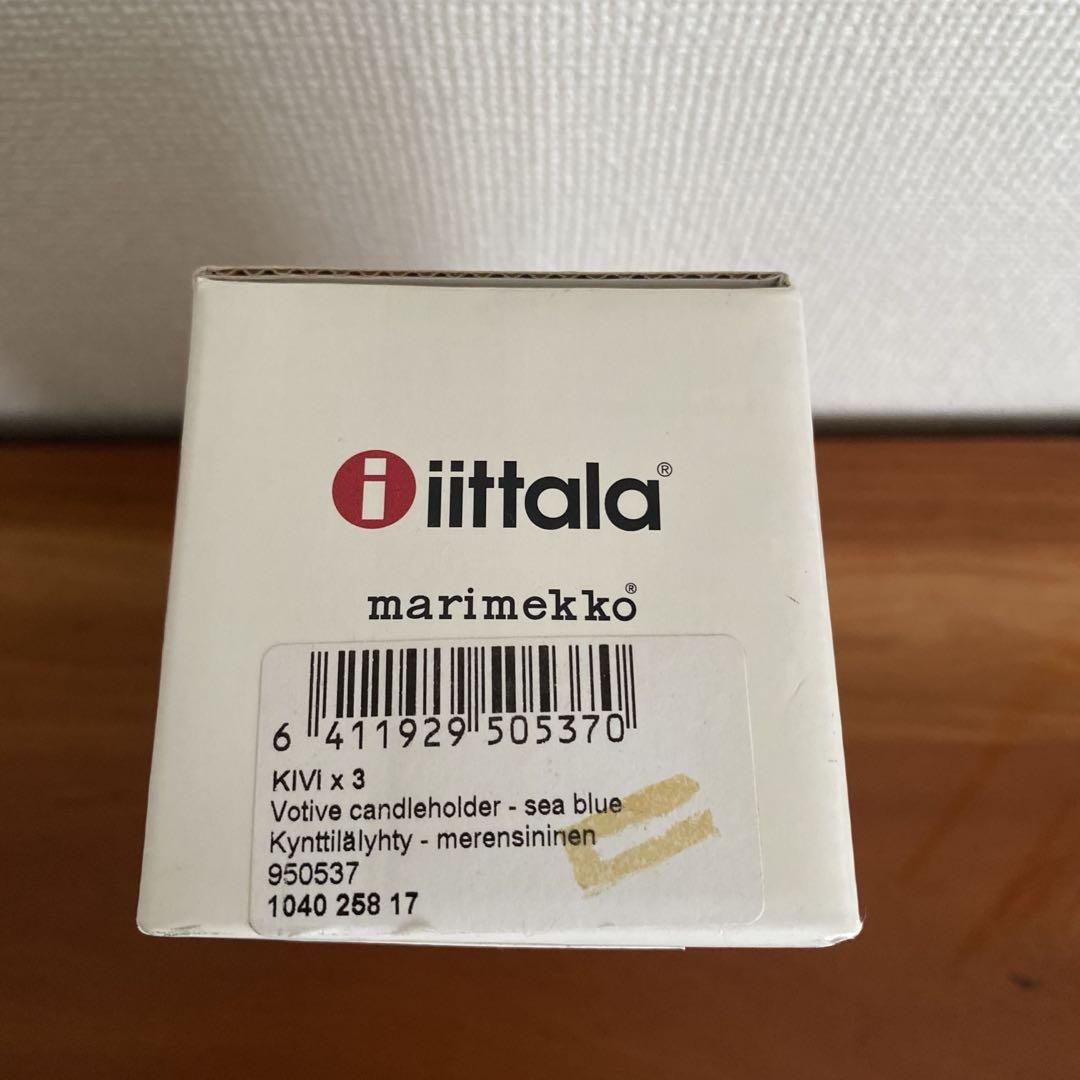 i iittala®
marimekko®
6 411929 505370
KIVI x 3
Votive candleholder - sea blue
Kynttilälyhty - merensininen
950537
1040 258 17